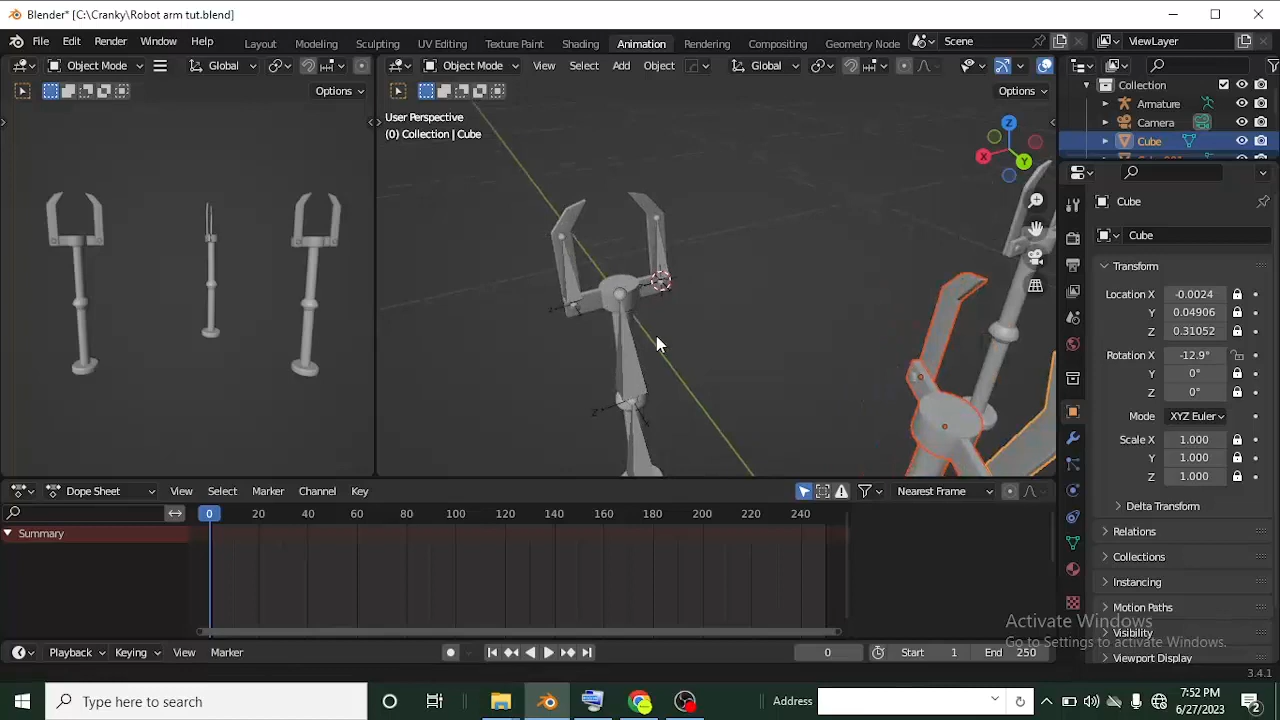 Blender* [C:\Cranky\Robot arm tut.blend]
File Edit Render Window Help Layout Modeling Sculpting UV Editing Texture Paint Shading Animation Rendering Compositing Geometry Node Scene ViewLayer
Object Mode Global Object Mode View Select Add Object Global
Options Options
Collection
User Perspective
(0) Collection | Cube
Armature
Camera
Cube
Z
X
Y
Cube
Cube
Transform
Location X -0.0024
Y 0.04906
Z 0.31052
Rotation X -12.9°
Y 0°
Z 0°
Mode XYZ Euler
Scale X 1.000
Y 1.000
Z 1.000
Delta Transform
Relations
Collections
Instancing
Motion Paths
Visibility
Viewport Display
z
z
Dope Sheet View Select Marker Channel Key Nearest Frame
0 20 40 60 80 100 120 140 160 180 200 220 240
Summary
Activate Windows
Go to Settings to activate Windows.
Playback Keying View Marker 0 Start 1 End 250
3.4.1
Type here to search Address 7:52 PM
6/27/2023
2